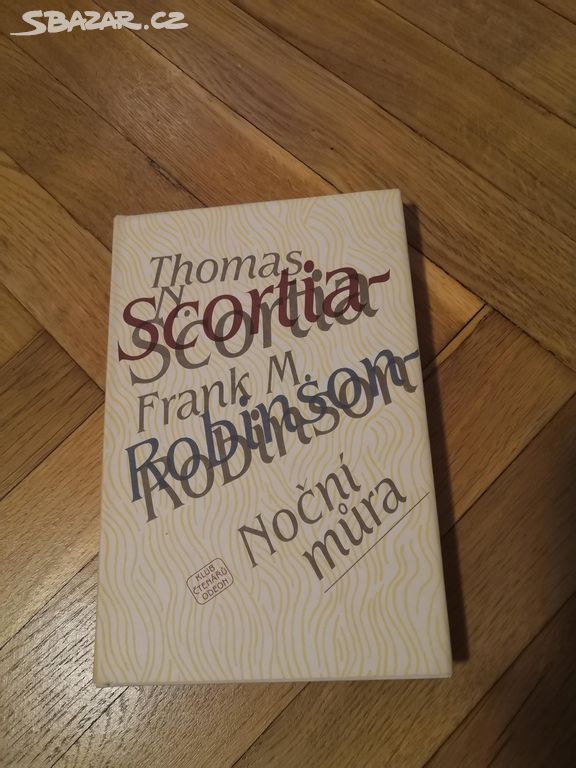 SBAZAR.CZ
Thomas
N.
Scortia-
Scortia
Frank M.
Robinson-
Robinson
Noční
můra
KLUB
ČTENÁŘŮ
ODEON